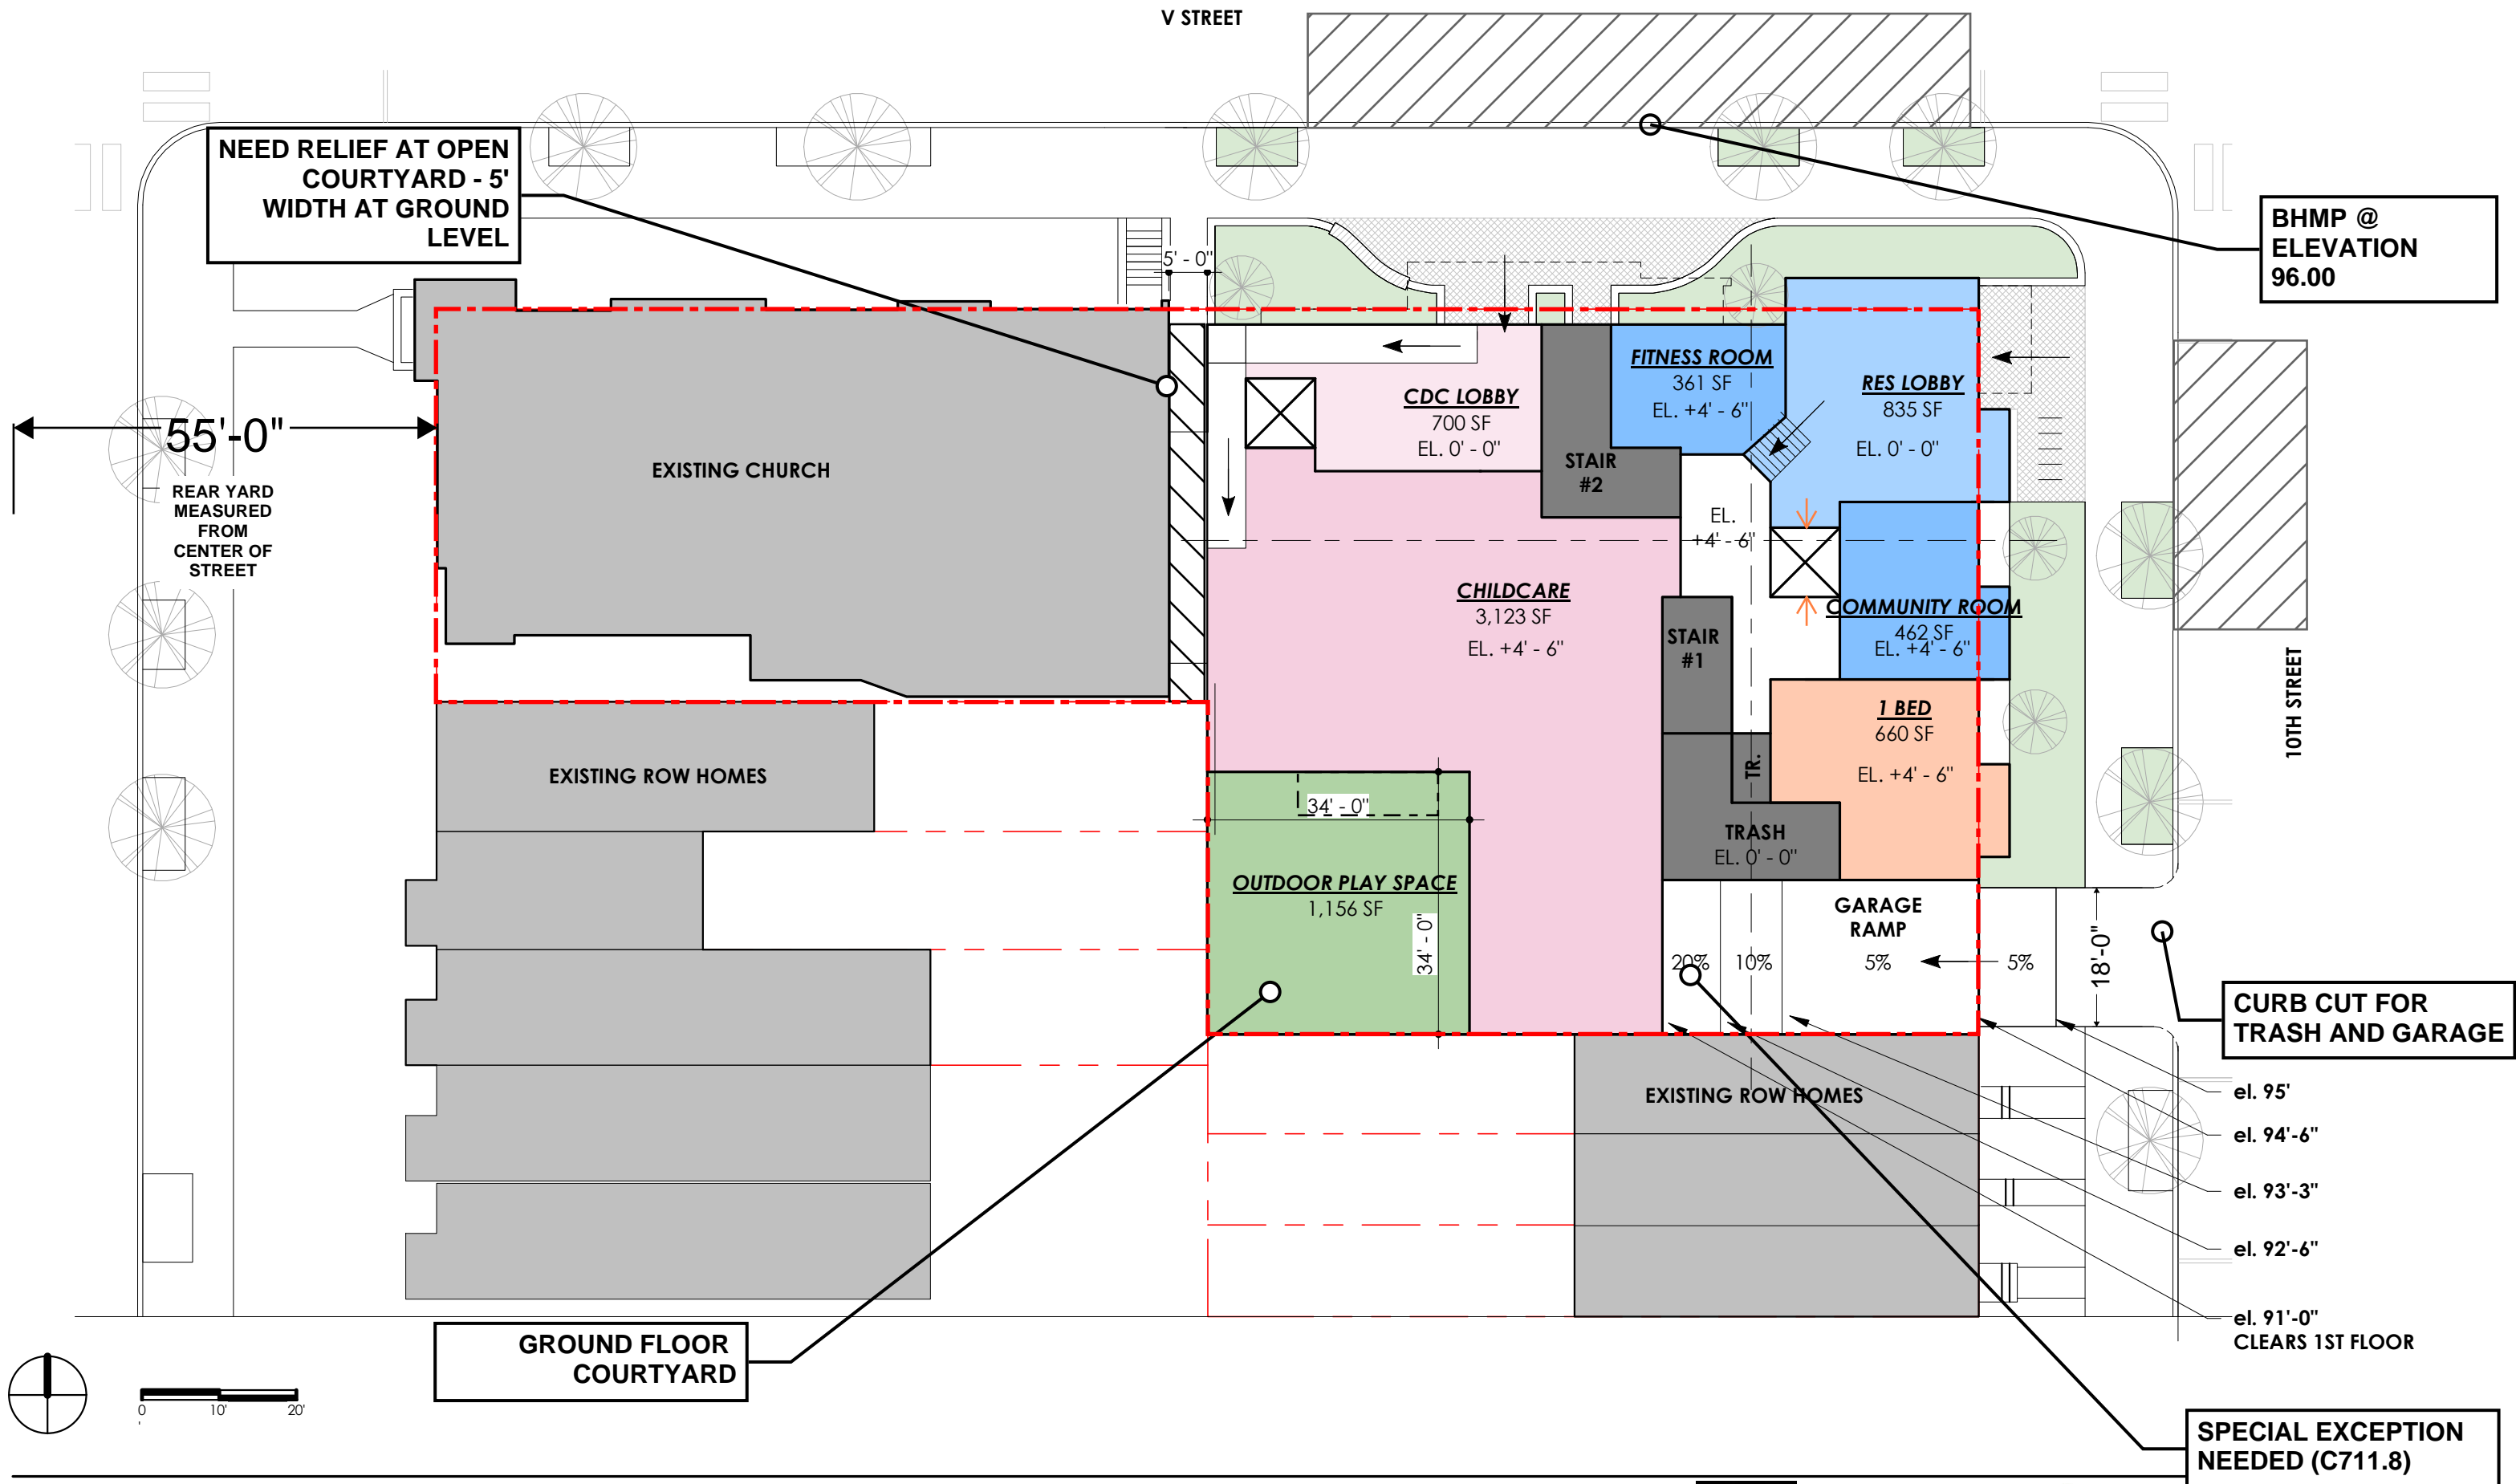 V STREET
NEED RELIEF AT OPEN
COURTYARD - 5'
WIDTH AT GROUND
LEVEL
BHMP @
ELEVATION
96.00
5' - 0"
55'-0"
REAR YARD
MEASURED
FROM
CENTER OF
STREET
EXISTING CHURCH
CDC LOBBY
700 SF
EL. 0' - 0"
STAIR
#2
FITNESS ROOM
361 SF
EL. +4' - 6"
RES LOBBY
835 SF
EL. 0' - 0"
EL.
+4' - 6"
CHILDCARE
3,123 SF
EL. +4' - 6"
STAIR
#1
COMMUNITY ROOM
462 SF
EL. +4' - 6"
10TH STREET
1 BED
660 SF
EL. +4' - 6"
TR.
TRASH
EL. 0' - 0"
EXISTING ROW HOMES
34' - 0"
OUTDOOR PLAY SPACE
1,156 SF
34' - 0"
GARAGE
RAMP
20%
10%
5%
5%
18'-0"
CURB CUT FOR
TRASH AND GARAGE
EXISTING ROW HOMES
el. 95'
el. 94'-6"
el. 93'-3"
el. 92'-6"
el. 91'-0"
CLEARS 1ST FLOOR
GROUND FLOOR
COURTYARD
0 10' 20'
'
SPECIAL EXCEPTION
NEEDED (C711.8)